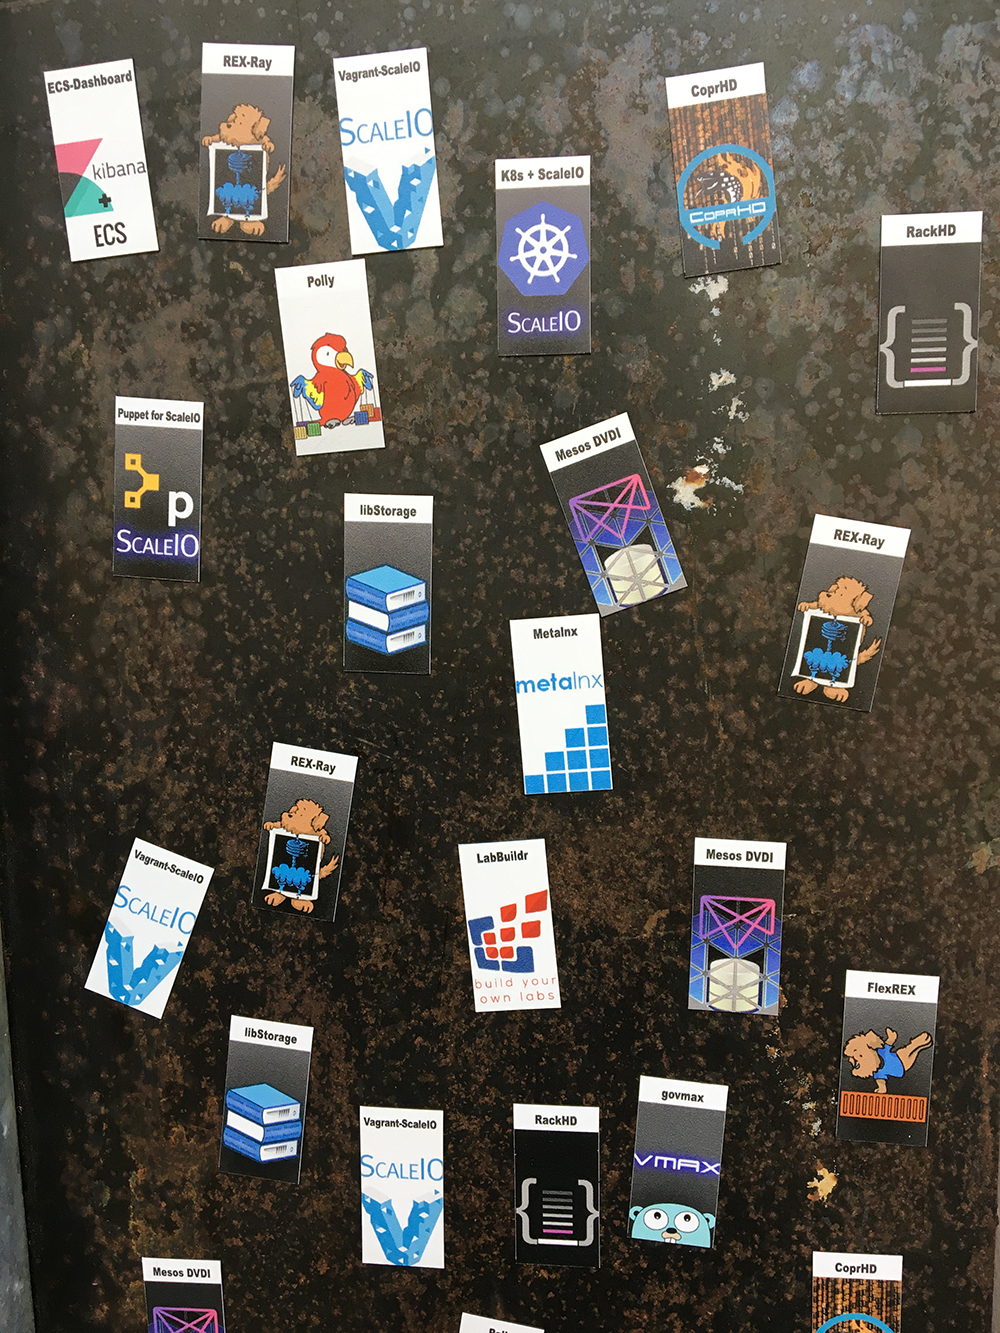 ECS-Dashboard
kibana
+
ECS
REX-Ray
Vagrant-ScaleIO
SCALEIO
CoprHD
COPRHD
K8s + ScaleIO
SCALEIO
RackHD
{ }
Polly
Puppet for ScaleIO
p
SCALEIO
Mesos DVDI
libStorage
REX-Ray
Metalnx
metalnx
REX-Ray
Vagrant-ScaleIO
SCALEIO
LabBuildr
build your
own labs
Mesos DVDI
FlexREX
libStorage
Vagrant-ScaleIO
SCALEIO
RackHD
{ }
govmax
VMAX
Mesos DVDI
CoprHD